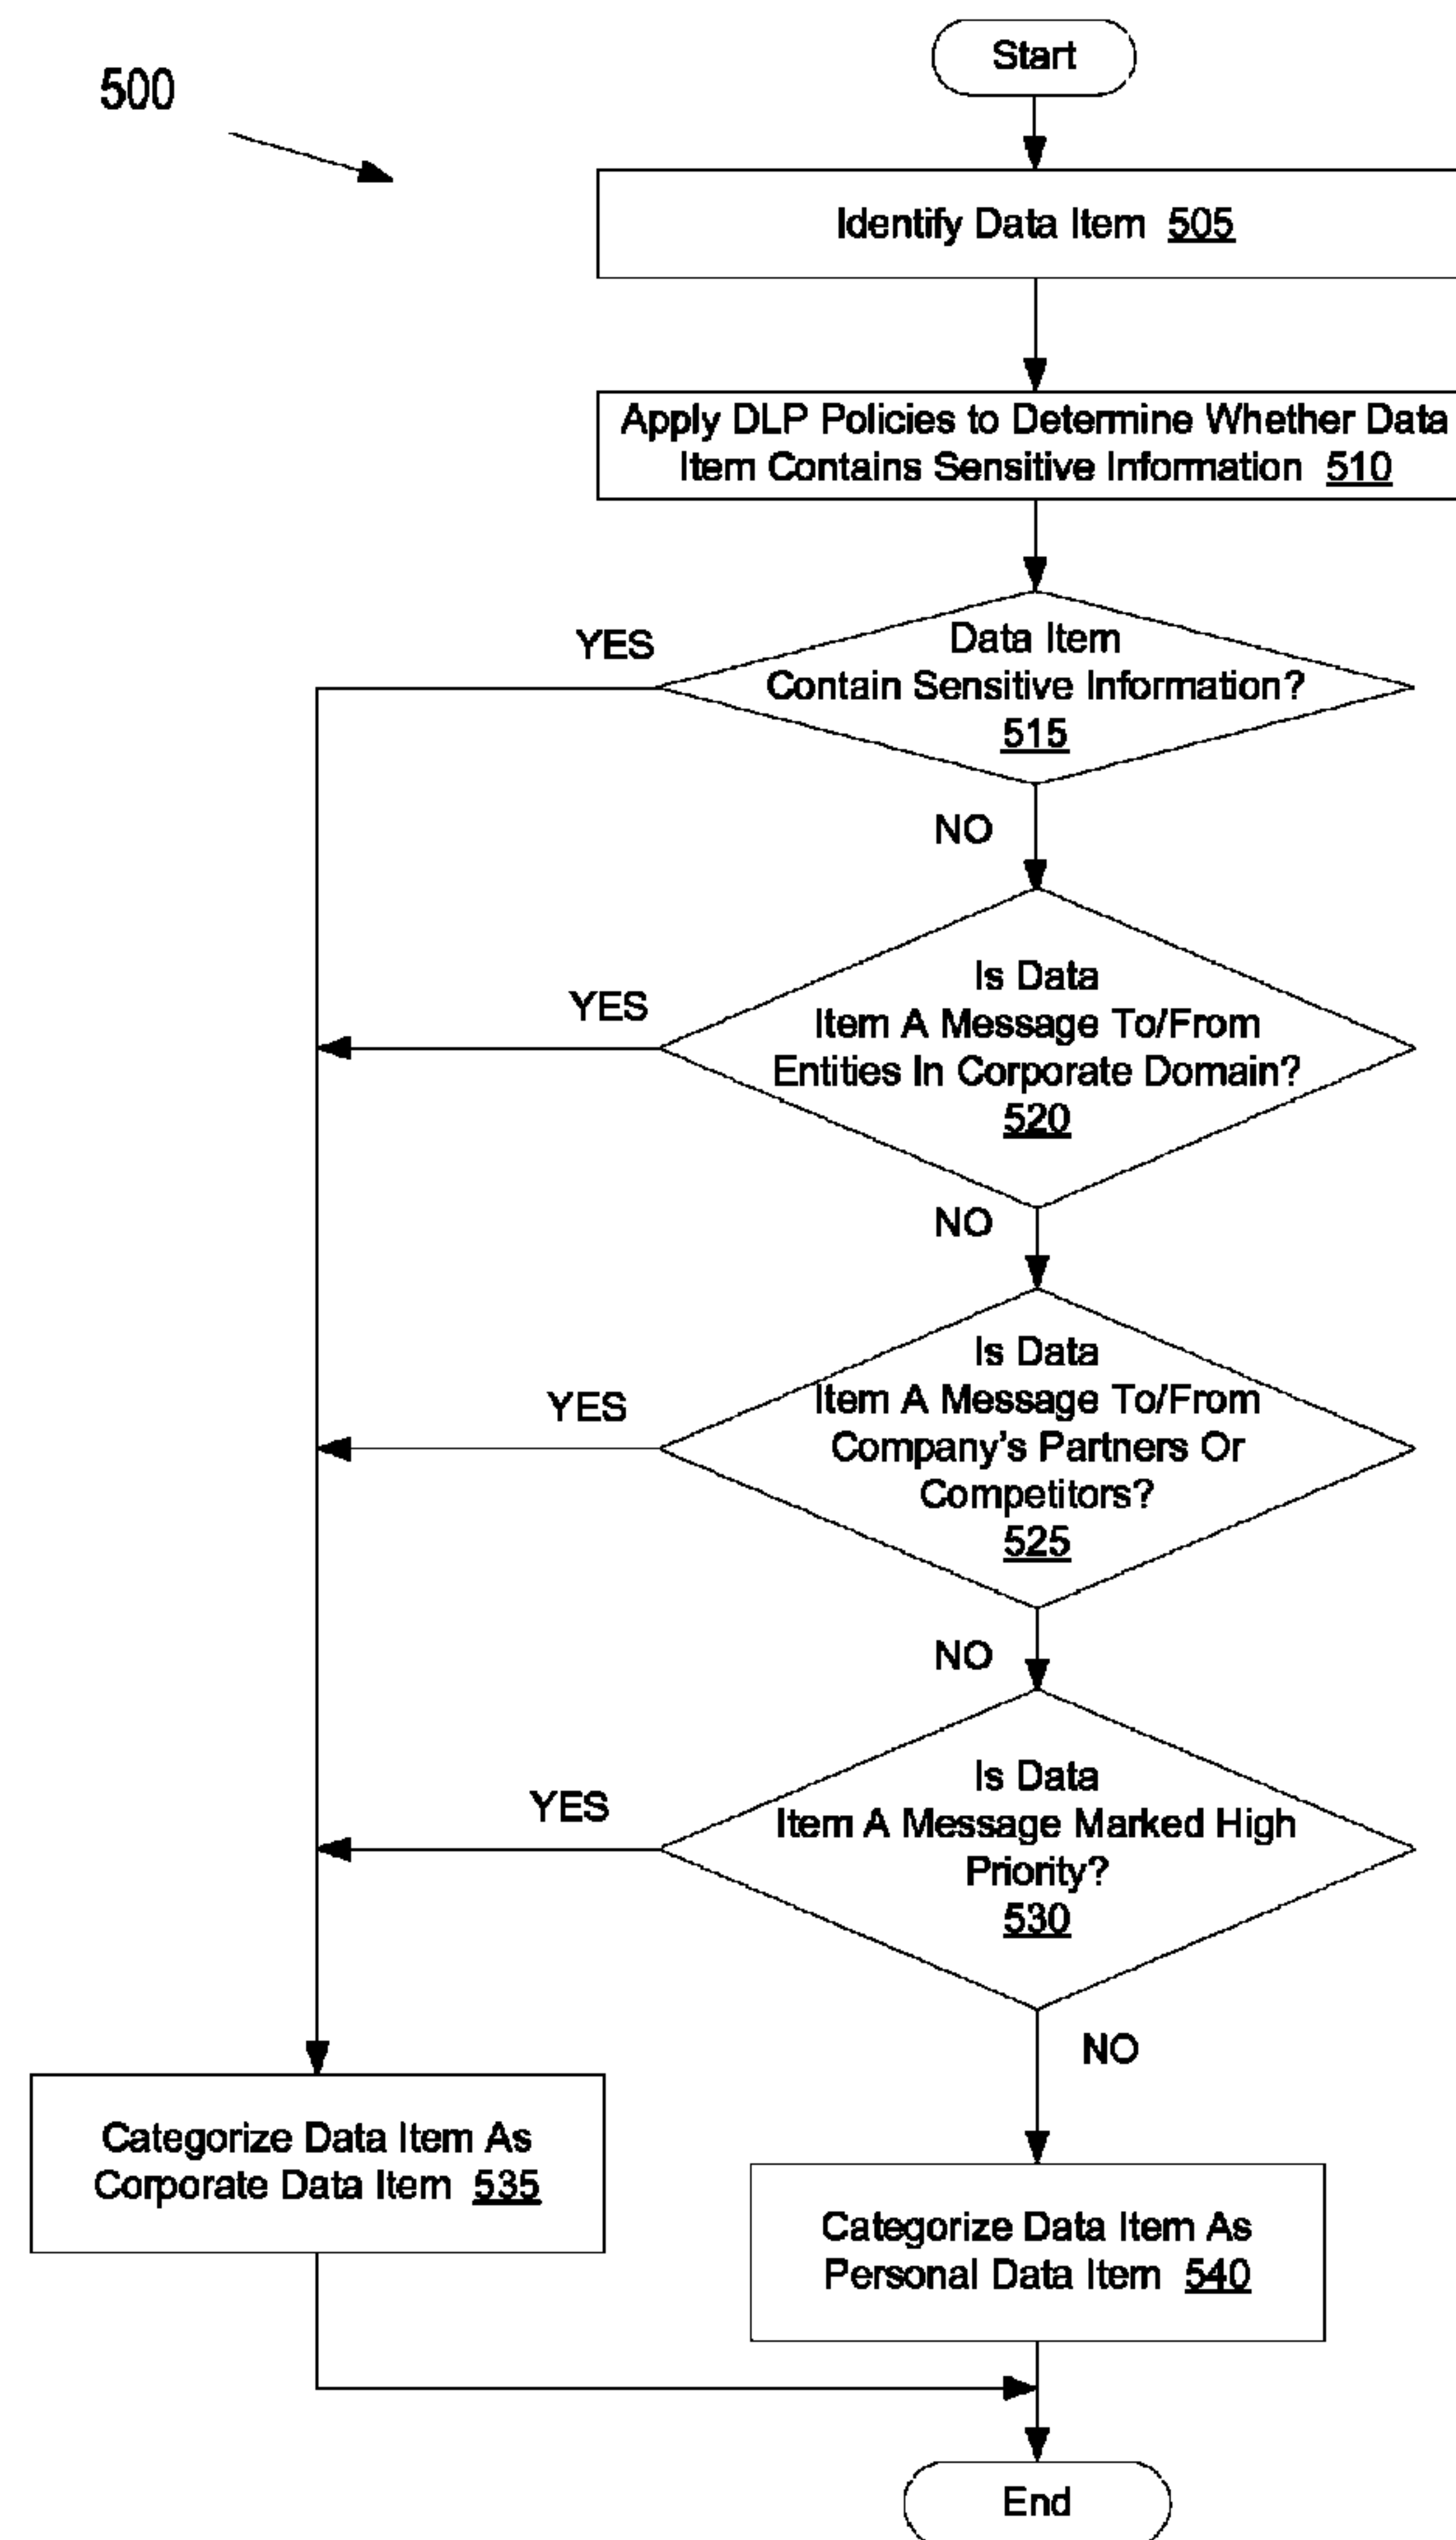 Start
500
Identify Data Item 505
Apply DLP Policies to Determine Whether Data
Item Contains Sensitive Information 510
YES
Data Item
Contain Sensitive Information?
515
NO
YES
Is Data
Item A Message To/From
Entities In Corporate Domain?
520
NO
YES
Is Data
Item A Message To/From
Company's Partners Or
Competitors?
525
NO
YES
Is Data
Item A Message Marked High
Priority?
530
NO
Categorize Data Item As
Corporate Data Item 535
Categorize Data Item As
Personal Data Item 540
End